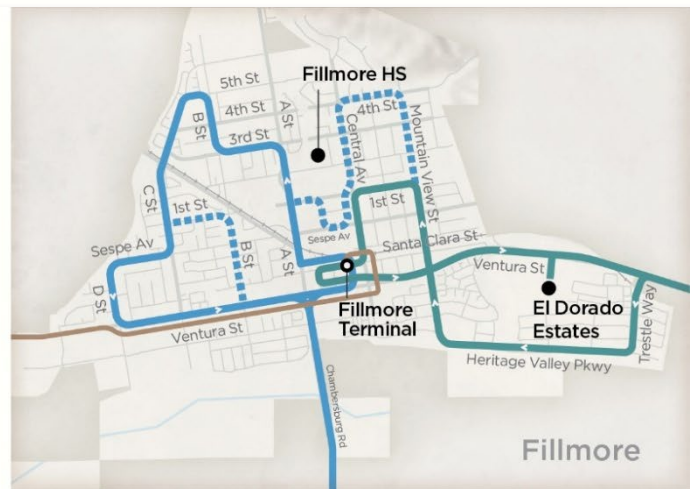 5th St
Fillmore HS
4th St
4th St
A St
B St
3rd St
Central Av
Mountain View St
C St
1st St
1st St
Sespe Av
Sespe Av
Santa Clara St
B St
A St
D St
Ventura St
Fillmore
Terminal
El Dorado
Estates
Trestle Way
Ventura St
Heritage Valley Pkwy
Chambersburg Rd
Fillmore